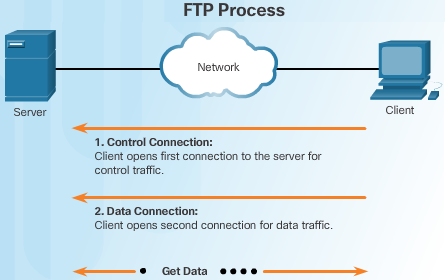 FTP Process
Network
Server
Client
1. Control Connection:
Client opens first connection to the server for
control traffic.
2. Data Connection:
Client opens second connection for data traffic.
Get Data